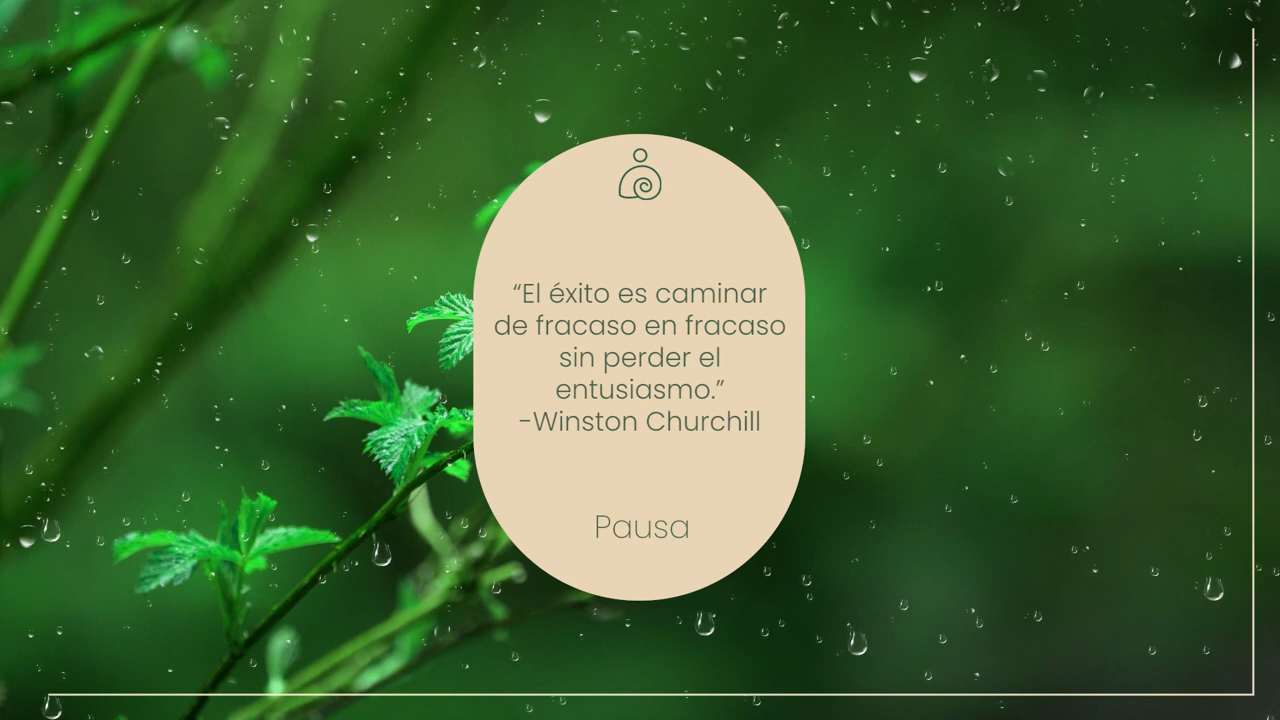 “El éxito es caminar
de fracaso en fracaso
sin perder el
entusiasmo.”
-Winston Churchill
Pausa